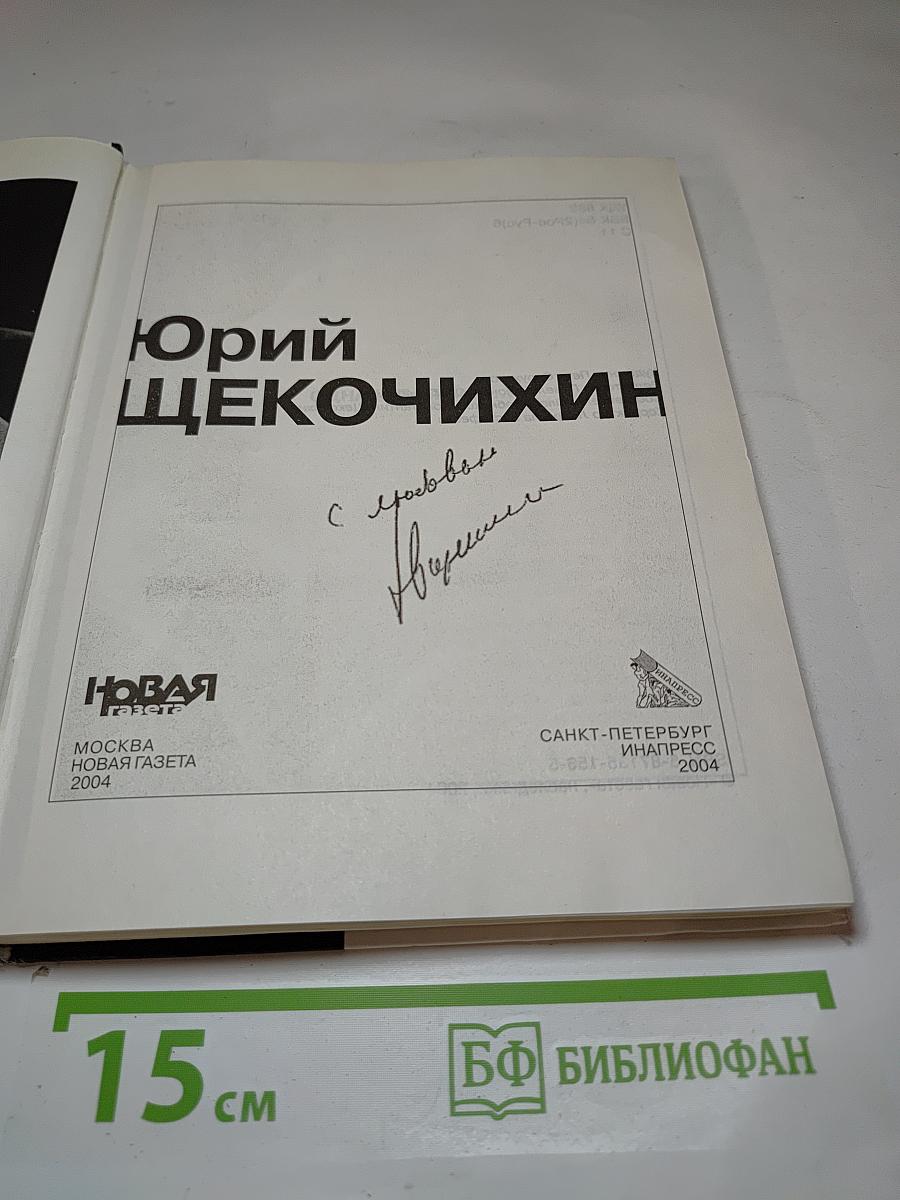 Юрий
ЩЕКОЧИХИН
с любовью
НОВАЯ
газета
МОСКВА
НОВАЯ ГАЗЕТА
2004
ИНАПРЕСС
САНКТ-ПЕТЕРБУРГ
ИНАПРЕСС
2004
15 см
БФ БИБЛИОФАН